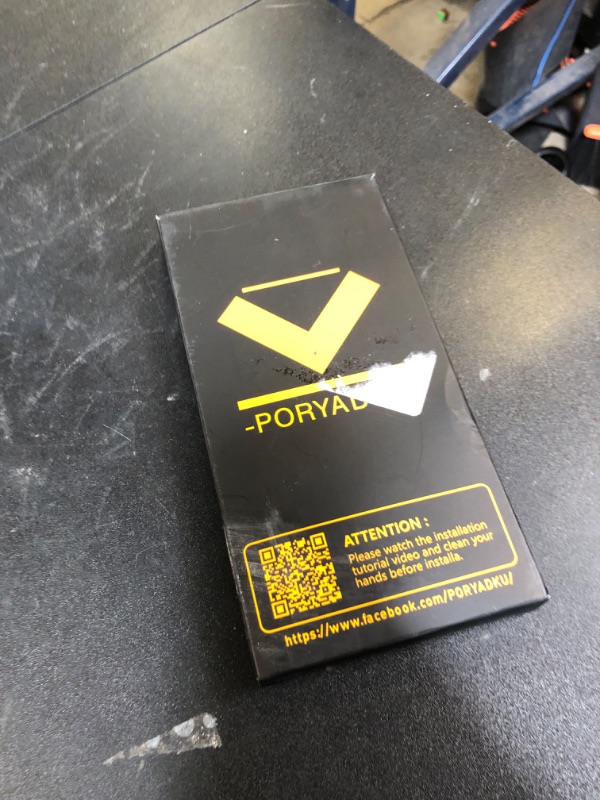 -PORYAD
ATTENTION :
Please watch the installation
tutorial video and clean your
hands before installa.
https://www.facebook.com/PORYADKU/